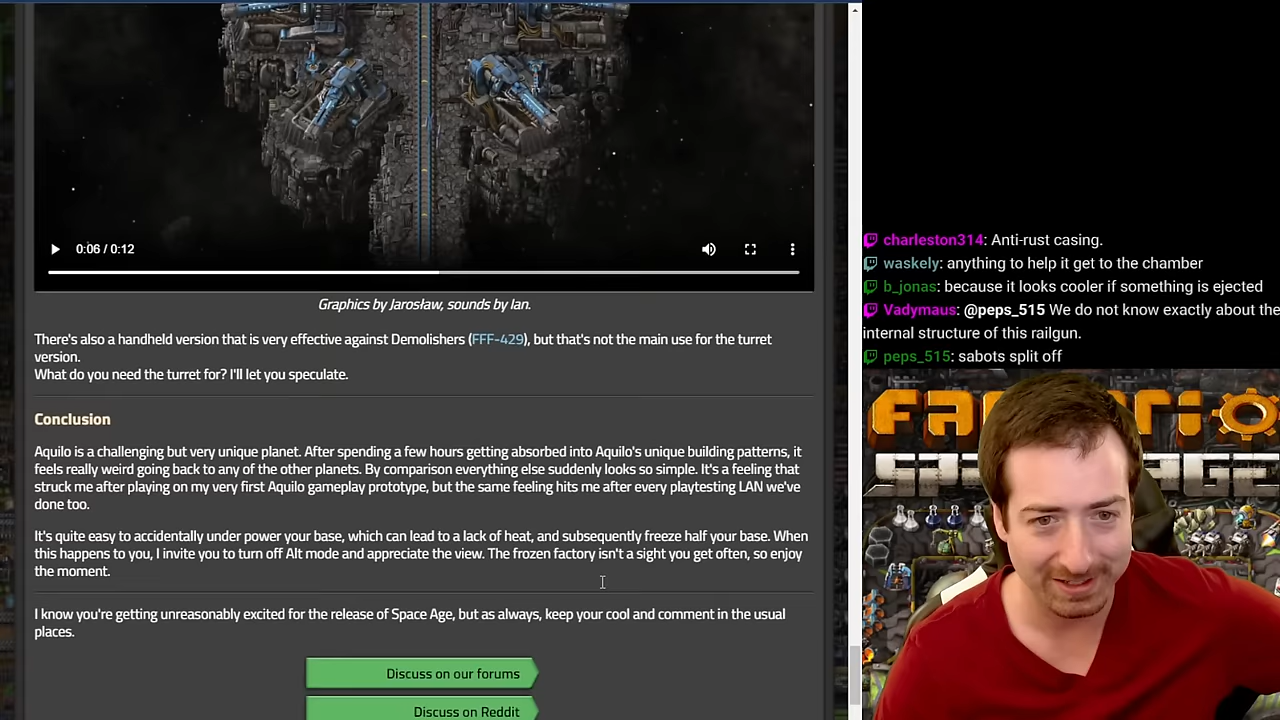 0:06 / 0:12
Graphics by Jarosław, sounds by Ian.
There's also a handheld version that is very effective against Demolishers (FFF-429), but that's not the main use for the turret
version.
What do you need the turret for? I'll let you speculate.
Conclusion
Aquilo is a challenging but very unique planet. After spending a few hours getting absorbed into Aquilo's unique building patterns, it
feels really weird going back to any of the other planets. By comparison everything else suddenly looks so simple. It's a feeling that
struck me after playing on my very first Aquilo gameplay prototype, but the same feeling hits me after every playtesting LAN we've
done too.
It's quite easy to accidentally under power your base, which can lead to a lack of heat, and subsequently freeze half your base. When
this happens to you, I invite you to turn off Alt mode and appreciate the view. The frozen factory isn't a sight you get often, so enjoy
the moment.
I know you're getting unreasonably excited for the release of Space Age, but as always, keep your cool and comment in the usual
places.
Discuss on our forums
Discuss on Reddit
charleston314: Anti-rust casing.
waskely: anything to help it get to the chamber
b_jonas: because it looks cooler if something is ejected
Vadymaus: @peps_515 We do not know exactly about the
internal structure of this railgun.
peps_515: sabots split off